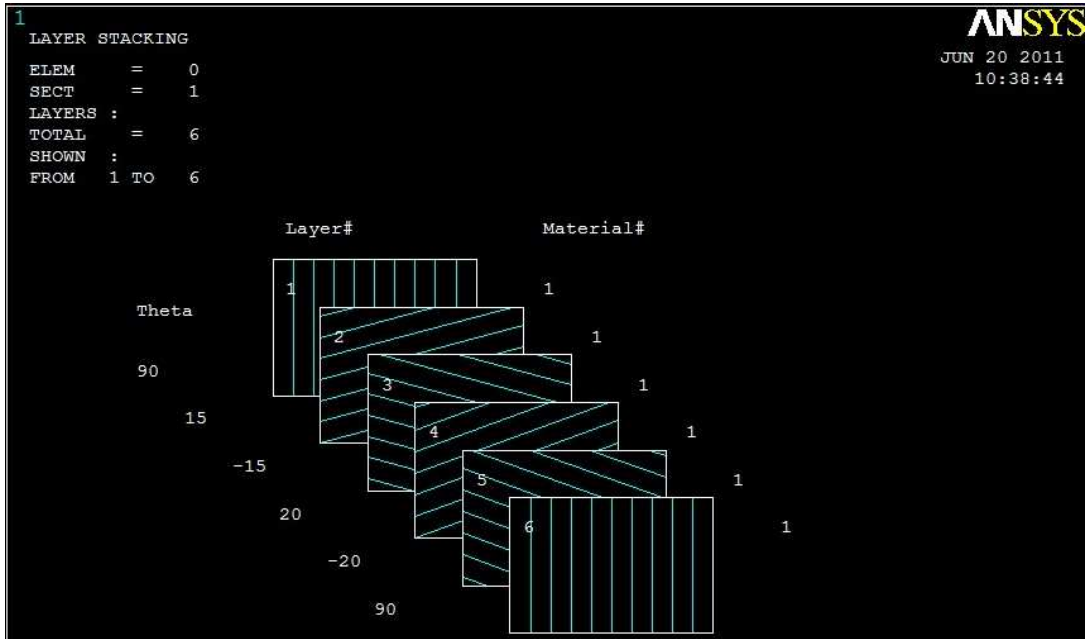 1
ANSYS
LAYER STACKING
JUN 20 2011
10:38:44
ELEM = 0
SECT = 1
LAYERS :
TOTAL = 6
SHOWN :
FROM 1 TO 6
Layer# Material#
1 1
Theta
2 1
90
3 1
15
4 1
-15
5 1
20
6 1
-20
90